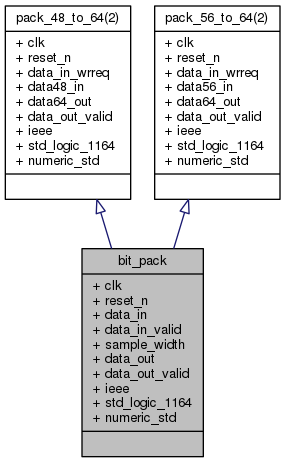 pack_48_to_64(2)
+ clk
+ reset_n
+ data_in_wrreq
+ data48_in
+ data64_out
+ data_out_valid
+ ieee
+ std_logic_1164
+ numeric_std
pack_56_to_64(2)
+ clk
+ reset_n
+ data_in_wrreq
+ data56_in
+ data64_out
+ data_out_valid
+ ieee
+ std_logic_1164
+ numeric_std
bit_pack
+ clk
+ reset_n
+ data_in
+ data_in_valid
+ sample_width
+ data_out
+ data_out_valid
+ ieee
+ std_logic_1164
+ numeric_std